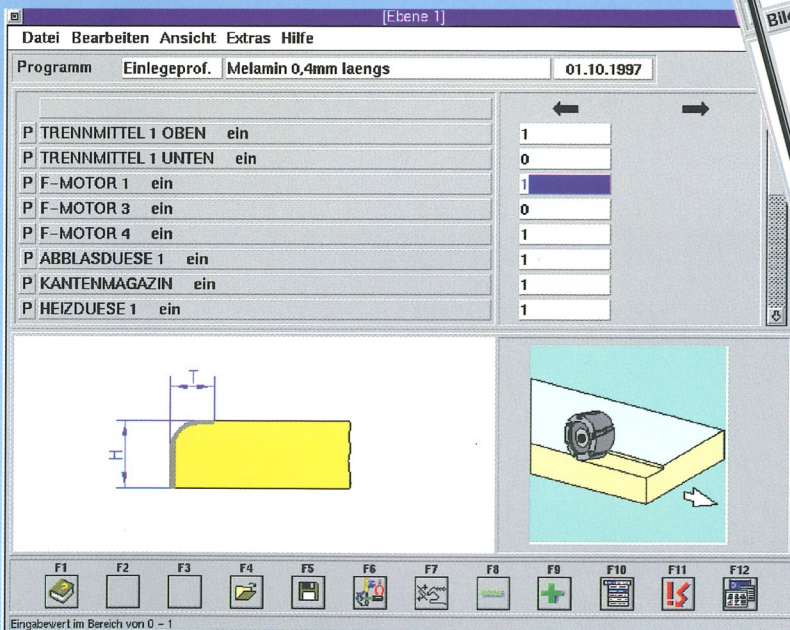 [Ebene 1]
Datei Bearbeiten Ansicht Extras Hilfe
Programm Einlegeprof. Melamin 0,4mm laengs 01.10.1997
P TRENNMITTEL 1 OBEN ein 1
P TRENNMITTEL 1 UNTEN ein 0
P F-MOTOR 1 ein 1
P F-MOTOR 3 ein 0
P F-MOTOR 4 ein 1
P ABBLASDUESE 1 ein 1
P KANTENMAGAZIN ein 1
P HEIZDUESE 1 ein 1
T
H
F1 F2 F3 F4 F5 F6 F7 F8 F9 F10 F11 F12
Eingabewert im Bereich von 0 - 1